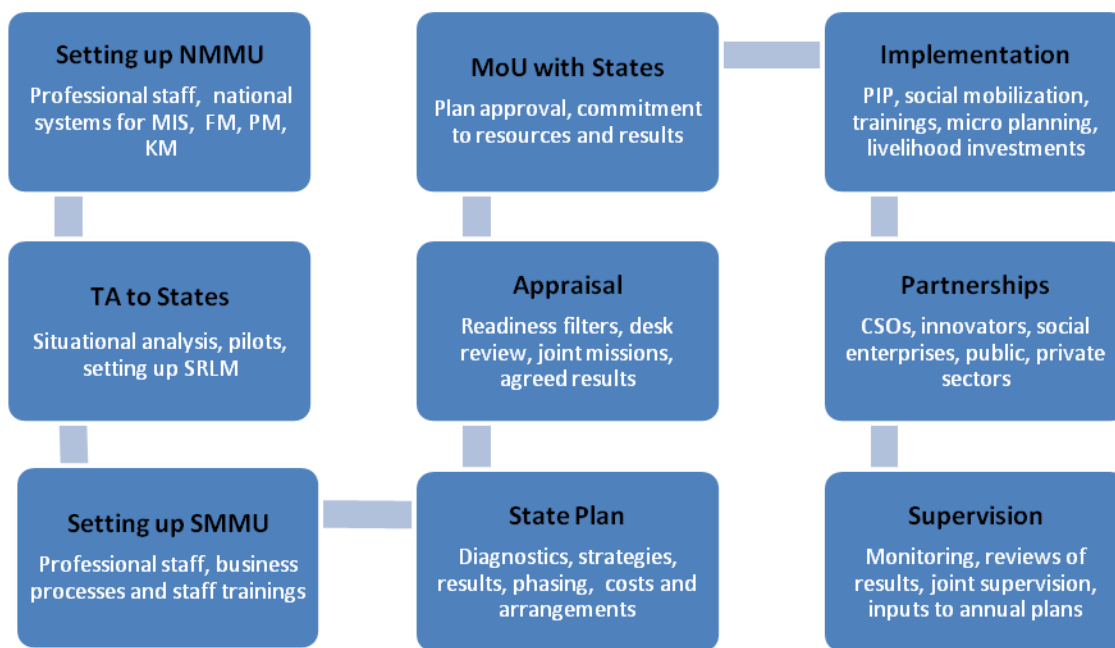 Setting up NMMU
Professional staff, national
systems for MIS, FM, PM,
KM
TA to States
Situational analysis, pilots,
setting up SRLM
Setting up SMMU
Professional staff, business
processes and staff trainings
State Plan
Diagnostics, strategies,
results, phasing, costs and
arrangements
Appraisal
Readiness filters, desk
review, joint missions,
agreed results
MoU with States
Plan approval, commitment
to resources and results
Implementation
PIP, social mobilization,
trainings, micro planning,
livelihood investments
Partnerships
CSOs, innovators, social
enterprises, public, private
sectors
Supervision
Monitoring, reviews of
results, joint supervision,
inputs to annual plans